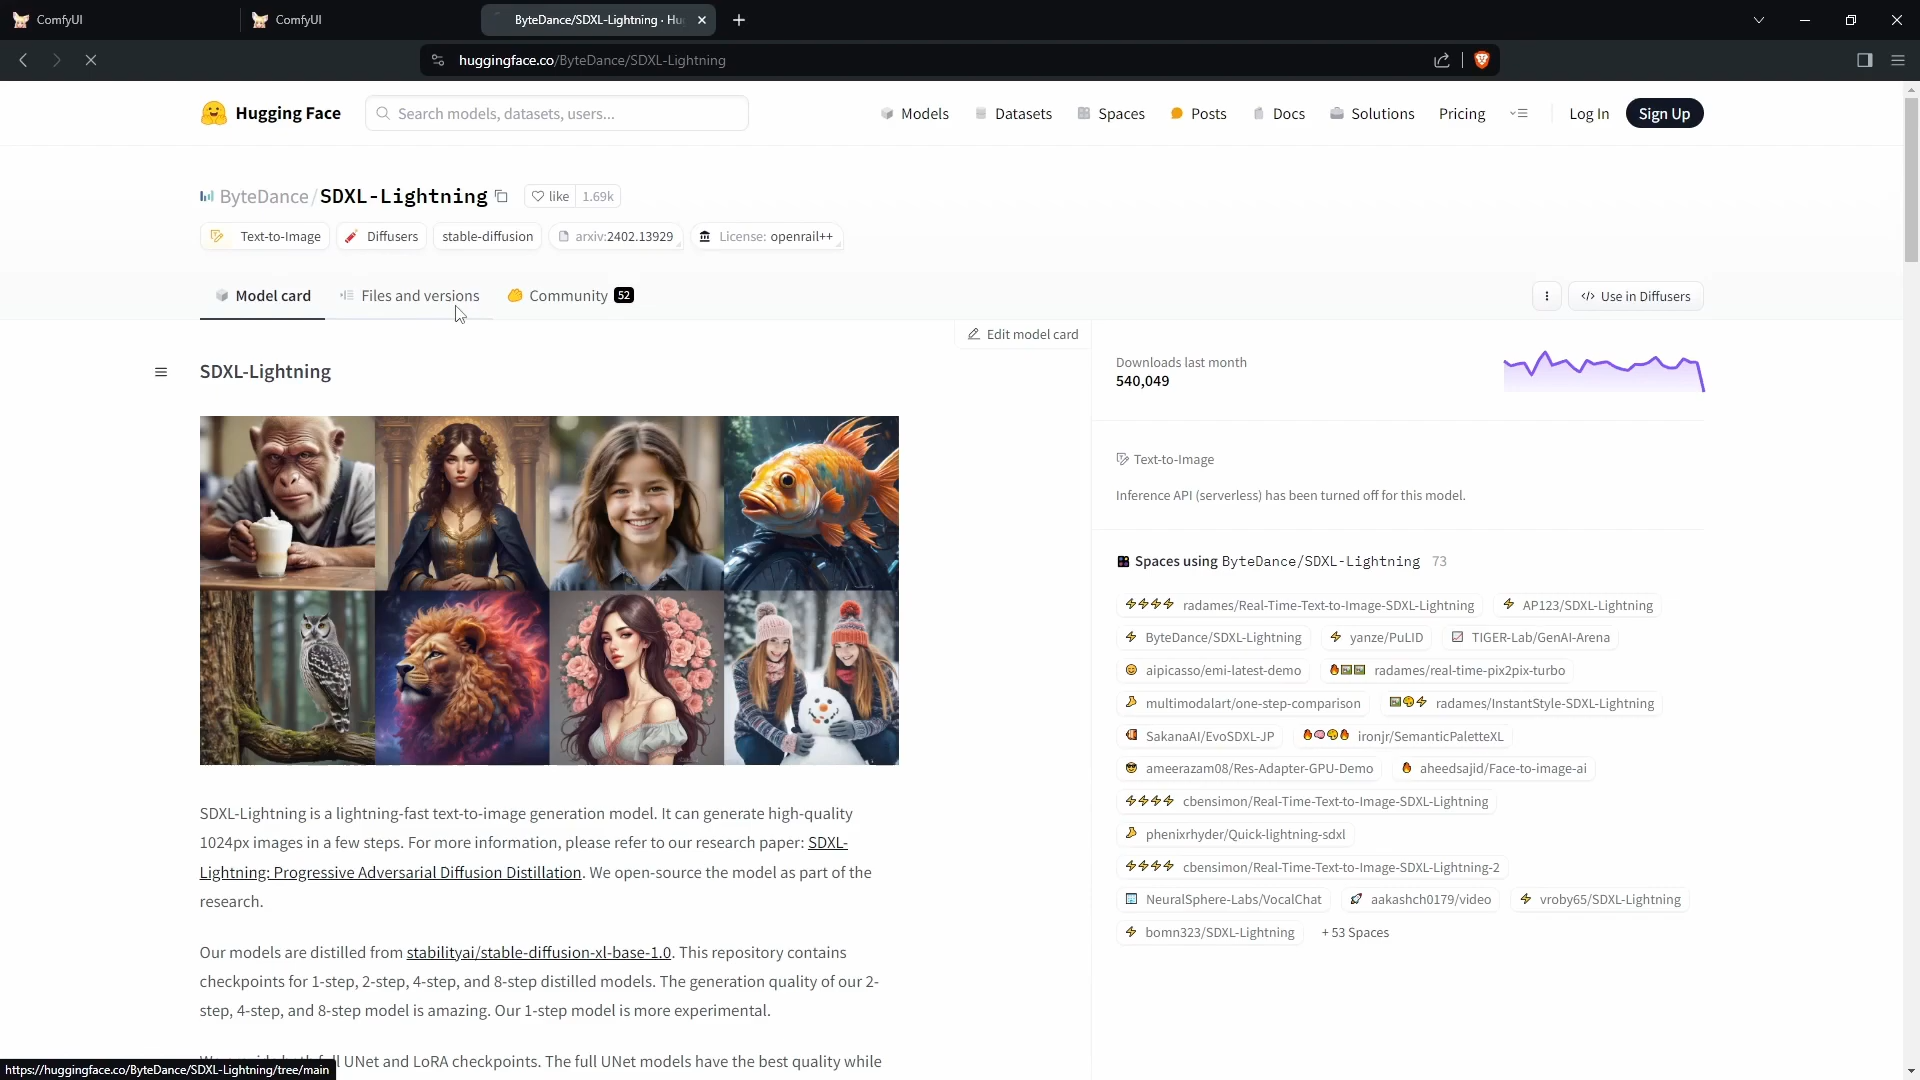 ComfyUI
ComfyUI
ByteDance/SDXL-Lightning · Hu
huggingface.co/ByteDance/SDXL-Lightning
Hugging Face
Search models, datasets, users...
Models
Datasets
Spaces
Posts
Docs
Solutions
Pricing
Log In
Sign Up
ByteDance/SDXL-Lightning
like 1.69k
Text-to-Image
Diffusers
stable-diffusion
arxiv:2402.13929
License: openrail++
Model card
Files and versions
Community 52
Use in Diffusers
Edit model card
SDXL-Lightning
SDXL-Lightning is a lightning-fast text-to-image generation model. It can generate high-quality
1024px images in a few steps. For more information, please refer to our research paper: SDXL-
Lightning: Progressive Adversarial Diffusion Distillation. We open-source the model as part of the
research.
Our models are distilled from stabilityai/stable-diffusion-xl-base-1.0. This repository contains
checkpoints for 1-step, 2-step, 4-step, and 8-step distilled models. The generation quality of our 2-
step, 4-step, and 8-step model is amazing. Our 1-step model is more experimental.
UNet and LoRA checkpoints. The full UNet models have the best quality while
Downloads last month
540,049
Text-to-Image
Inference API (serverless) has been turned off for this model.
Spaces using ByteDance/SDXL-Lightning 73
radames/Real-Time-Text-to-Image-SDXL-Lightning
AP123/SDXL-Lightning
ByteDance/SDXL-Lightning
yanze/PuLID
TIGER-Lab/GenAI-Arena
aipicasso/emi-latest-demo
radames/real-time-pix2pix-turbo
multimodalart/one-step-comparison
radames/InstantStyle-SDXL-Lightning
SakanaAI/EvoSDXL-JP
ironjr/SemanticPaletteXL
ameerazam08/Res-Adapter-GPU-Demo
aheedsajid/Face-to-image-ai
cbensimon/Real-Time-Text-to-Image-SDXL-Lightning
phenixrhyder/Quick-lightning-sdxl
cbensimon/Real-Time-Text-to-Image-SDXL-Lightning-2
NeuralSphere-Labs/VocalChat
aakashch0179/video
vroby65/SDXL-Lightning
bomn323/SDXL-Lightning
+ 53 Spaces
https://huggingface.co/ByteDance/SDXL-Lightning/tree/main